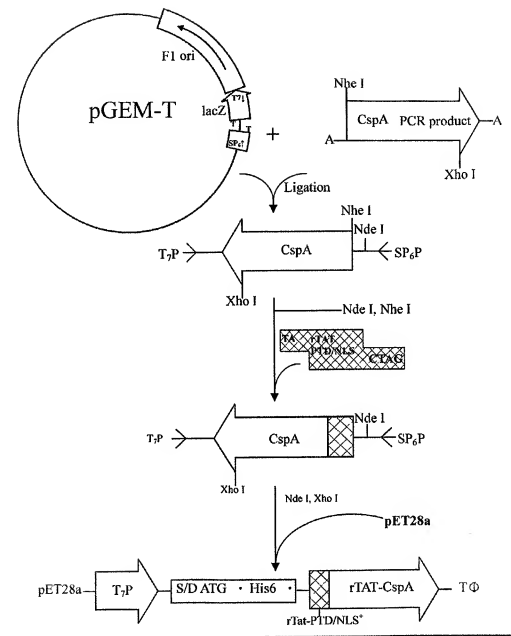 F1 ori
pGEM-T
lacZ
T7↓
T
T
SP6↑
+
Nhe I
CspA PCR product
A
A
Xho I
Ligation
Nhe I
Nde I
T7P
CspA
SP6P
Xho I
Nde I, Nhe I
TA rTAT
PTD/NLS
CTAG
Nde I
T7P
CspA
SP6P
Xho I
Nde I, Xho I
pET28a
pET28a
T7P
S/D ATG · His6 ·
rTAT-CspA
TΦ
rTat-PTD/NLS+